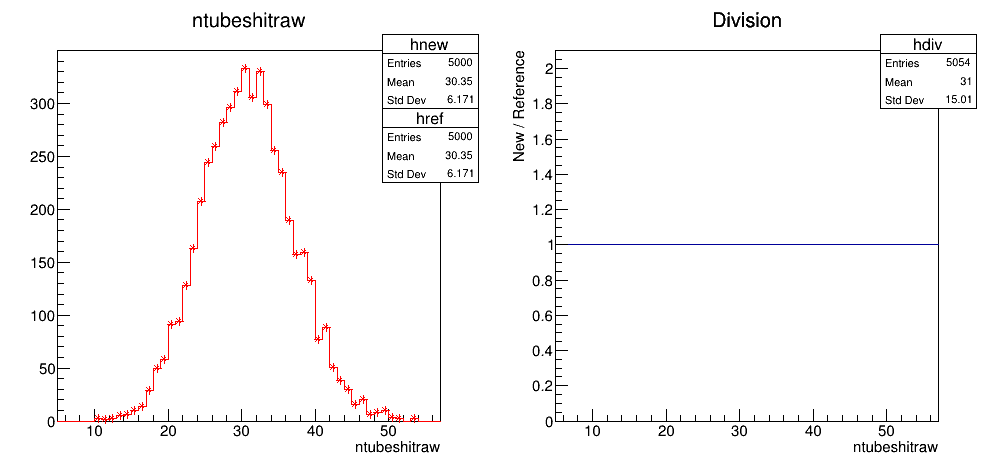 ntubeshitraw
hnew
Entries 5000
Mean 30.35
Std Dev 6.171
href
Entries 5000
Mean 30.35
Std Dev 6.171
300
250
200
150
100
50
0
10 20 30 40 50
ntubeshitraw
Division
hdiv
Entries 5054
Mean 31
Std Dev 15.01
New / Reference
2
1.8
1.6
1.4
1.2
1
0.8
0.6
0.4
0.2
0
10 20 30 40 50
ntubeshitraw